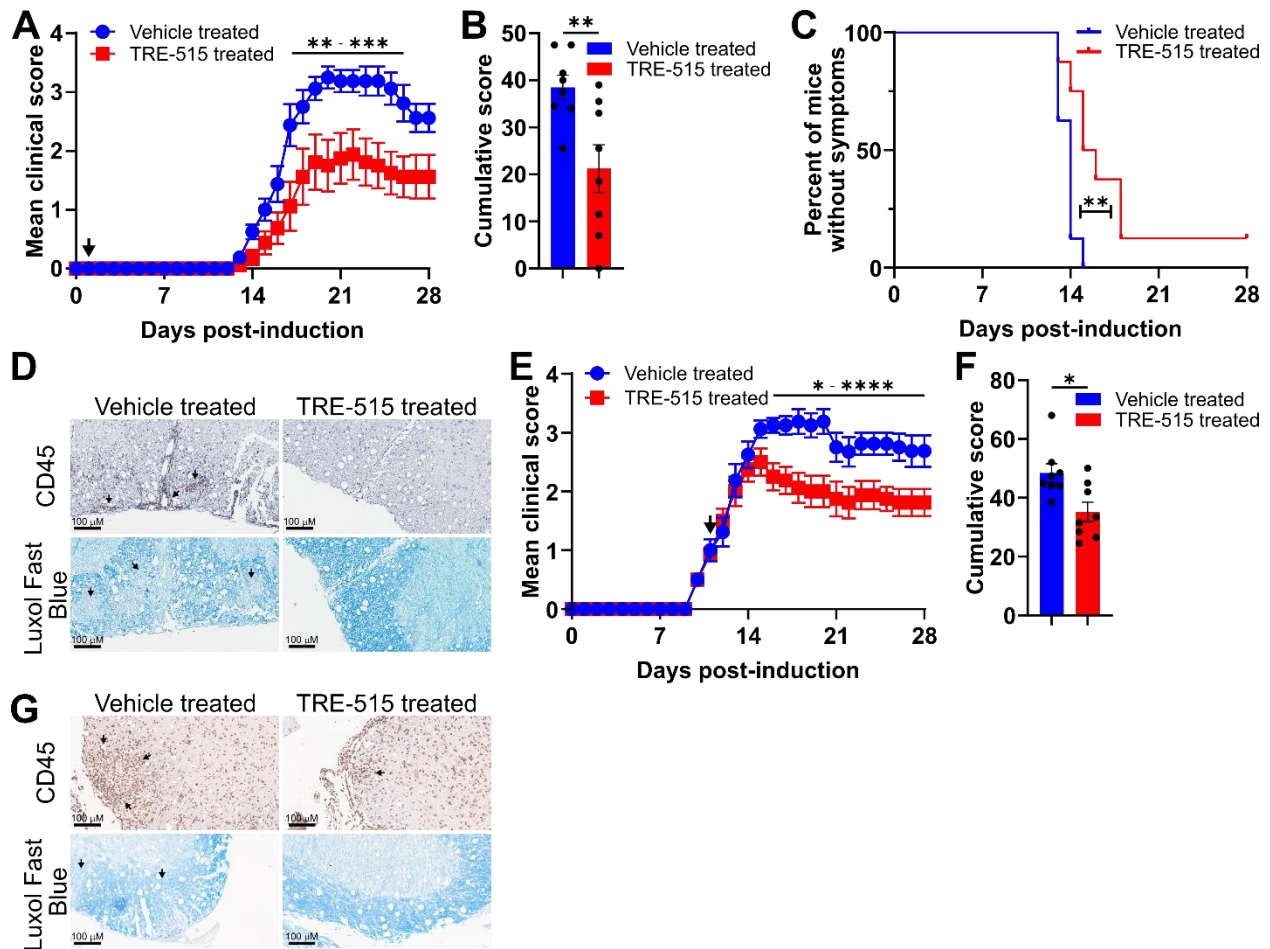 A
Vehicle treated
TRE-515 treated
** - ***
Mean clinical score
4
3
2
1
0
0 7 14 21 28
Days post-induction
B
**
Vehicle treated
TRE-515 treated
Cumulative score
50
40
30
20
10
0
C
Vehicle treated
TRE-515 treated
Percent of mice
without symptoms
100
50
0
**
0 7 14 21 28
Days post-induction
D
Vehicle treated TRE-515 treated
CD45
100 µM 100 µM
Luxol Fast
Blue
100 µM 100 µM
E
Vehicle treated
TRE-515 treated
* - ****
Mean clinical score
4
3
2
1
0
0 7 14 21 28
Days post-induction
F
*
Vehicle treated
TRE-515 treated
Cumulative score
80
60
40
20
0
G
Vehicle treated TRE-515 treated
CD45
100 µM 100 µM
Luxol Fast
Blue
100 µM 100 µM